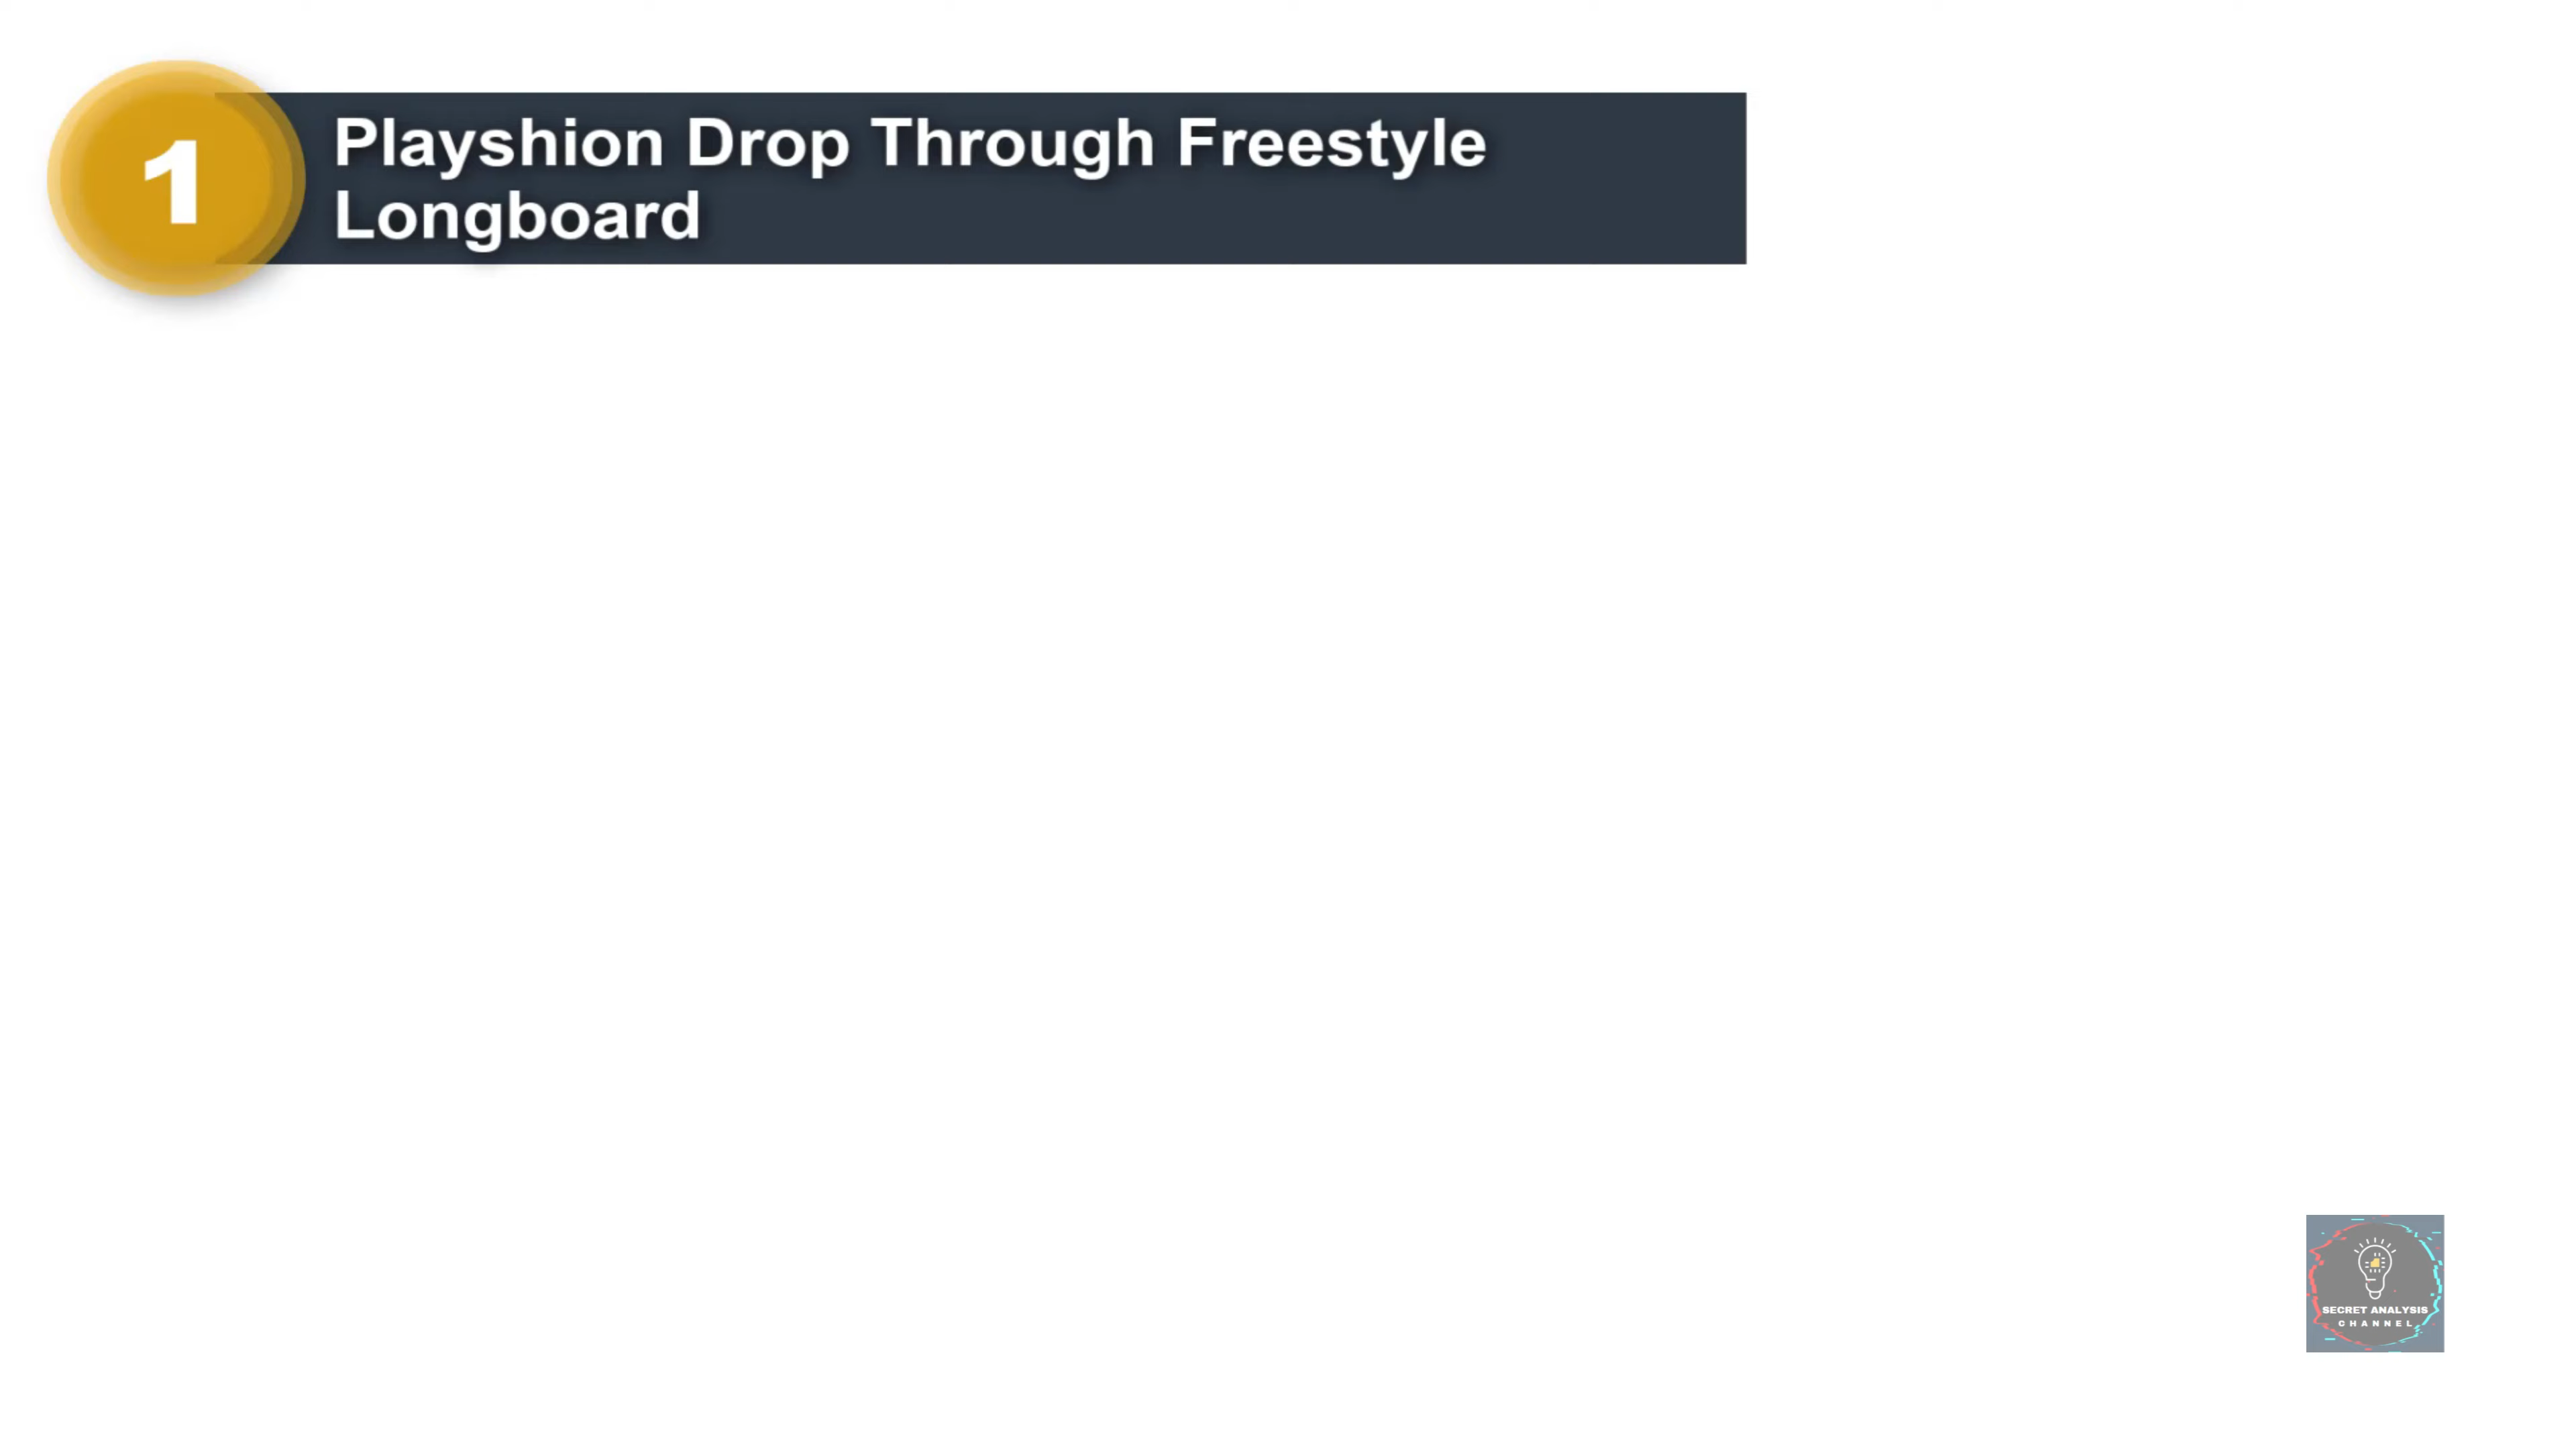 1
Playshion Drop Through Freestyle
Longboard
SECRET ANALYSIS
CHANNEL